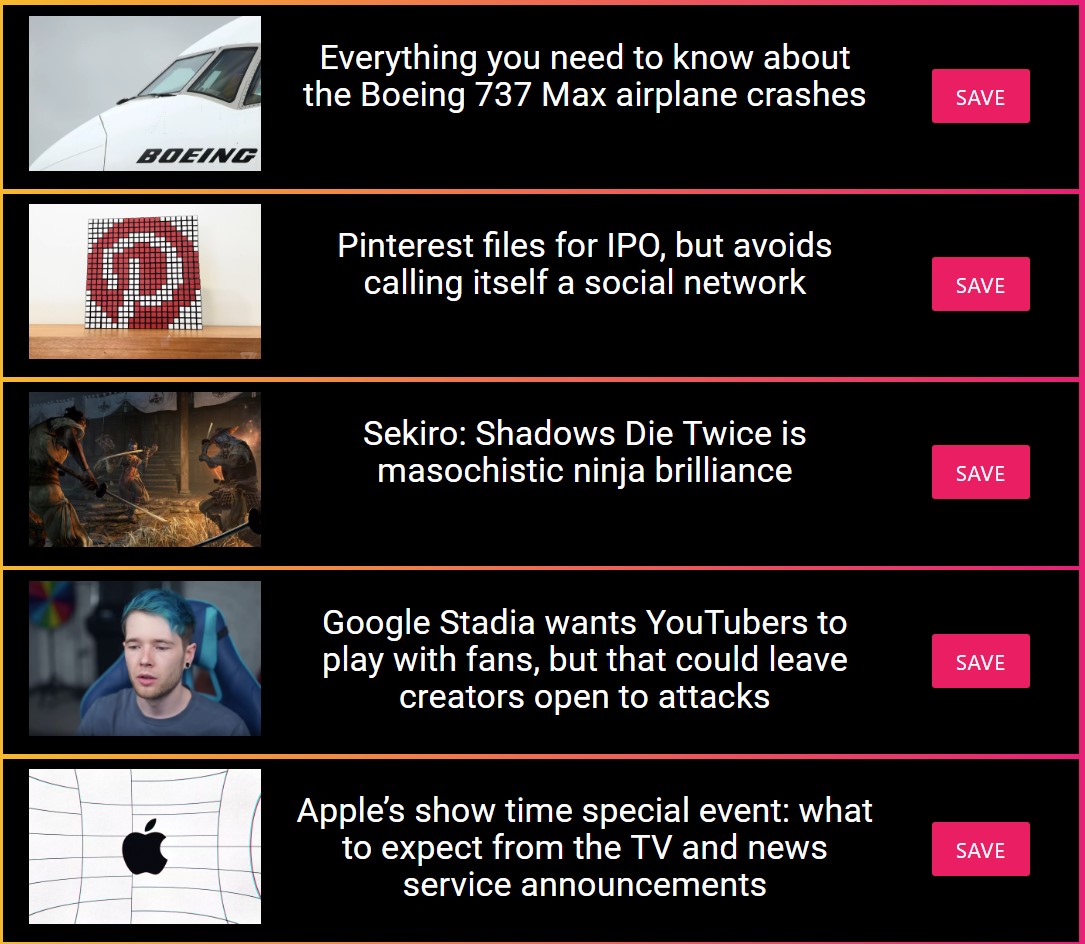 Everything you need to know about
the Boeing 737 Max airplane crashes
SAVE
BOEING
Pinterest files for IPO, but avoids
calling itself a social network
SAVE
Sekiro: Shadows Die Twice is
masochistic ninja brilliance
SAVE
Google Stadia wants YouTubers to
play with fans, but that could leave
creators open to attacks
SAVE
Apple’s show time special event: what
to expect from the TV and news
service announcements
SAVE